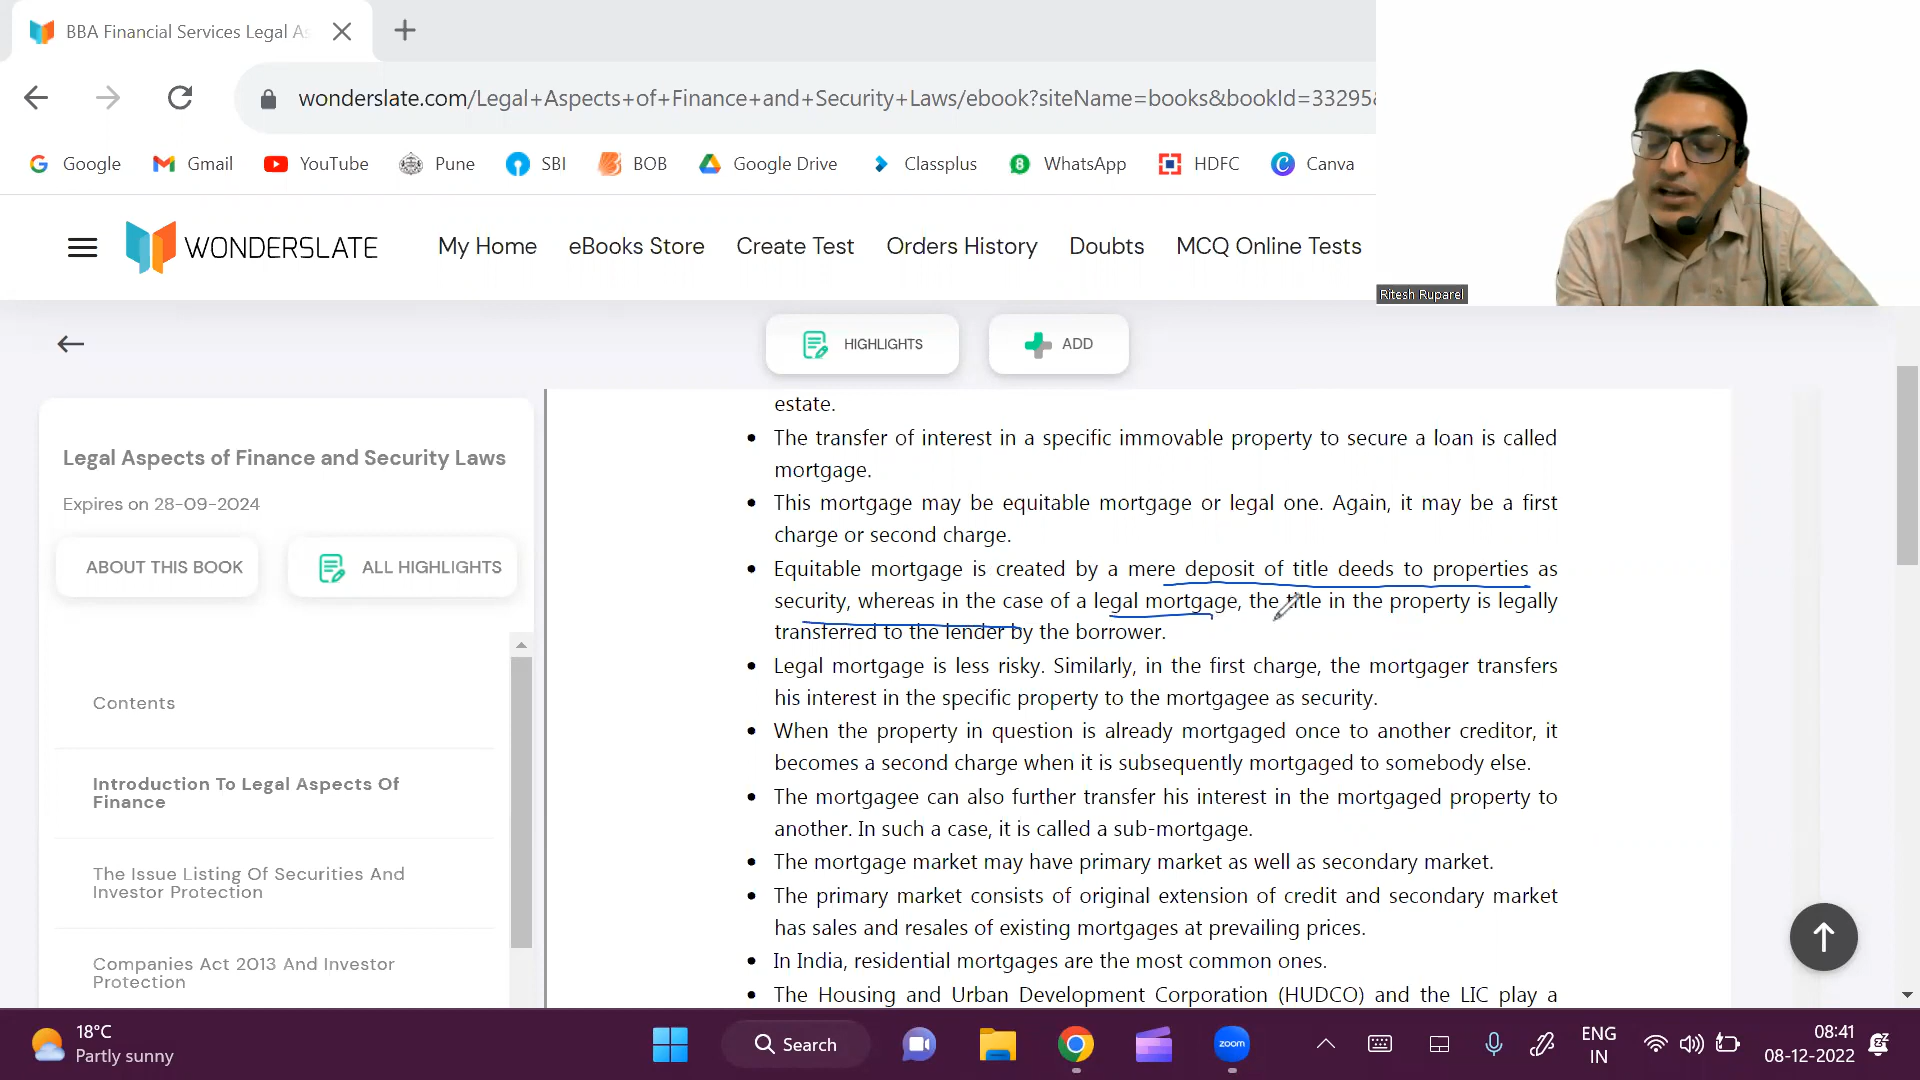 BBA Financial Services Legal As
wonderslate.com/Legal+Aspects+of+Finance+and+Security+Laws/ebook?siteName=books&bookId=33295&
Google Gmail YouTube Pune SBI BOB Google Drive Classplus WhatsApp HDFC Canva
WONDERSLATE My Home eBooks Store Create Test Orders History Doubts MCQ Online Tests
Ritesh Ruparel
HIGHLIGHTS ADD
Legal Aspects of Finance and Security Laws
Expires on 28-09-2024
ABOUT THIS BOOK ALL HIGHLIGHTS
Contents
Introduction To Legal Aspects Of
Finance
The Issue Listing Of Securities And
Investor Protection
Companies Act 2013 And Investor
Protection
estate.
• The transfer of interest in a specific immovable property to secure a loan is called
mortgage.
• This mortgage may be equitable mortgage or legal one. Again, it may be a first
charge or second charge.
• Equitable mortgage is created by a mere deposit of title deeds to properties as
security, whereas in the case of a legal mortgage, the title in the property is legally
transferred to the lender by the borrower.
• Legal mortgage is less risky. Similarly, in the first charge, the mortgager transfers
his interest in the specific property to the mortgagee as security.
• When the property in question is already mortgaged once to another creditor, it
becomes a second charge when it is subsequently mortgaged to somebody else.
• The mortgagee can also further transfer his interest in the mortgaged property to
another. In such a case, it is called a sub-mortgage.
• The mortgage market may have primary market as well as secondary market.
• The primary market consists of original extension of credit and secondary market
has sales and resales of existing mortgages at prevailing prices.
• In India, residential mortgages are the most common ones.
• The Housing and Urban Development Corporation (HUDCO) and the LIC play a
18°C
Partly sunny
Search
zoom
ENG
IN
08:41
08-12-2022